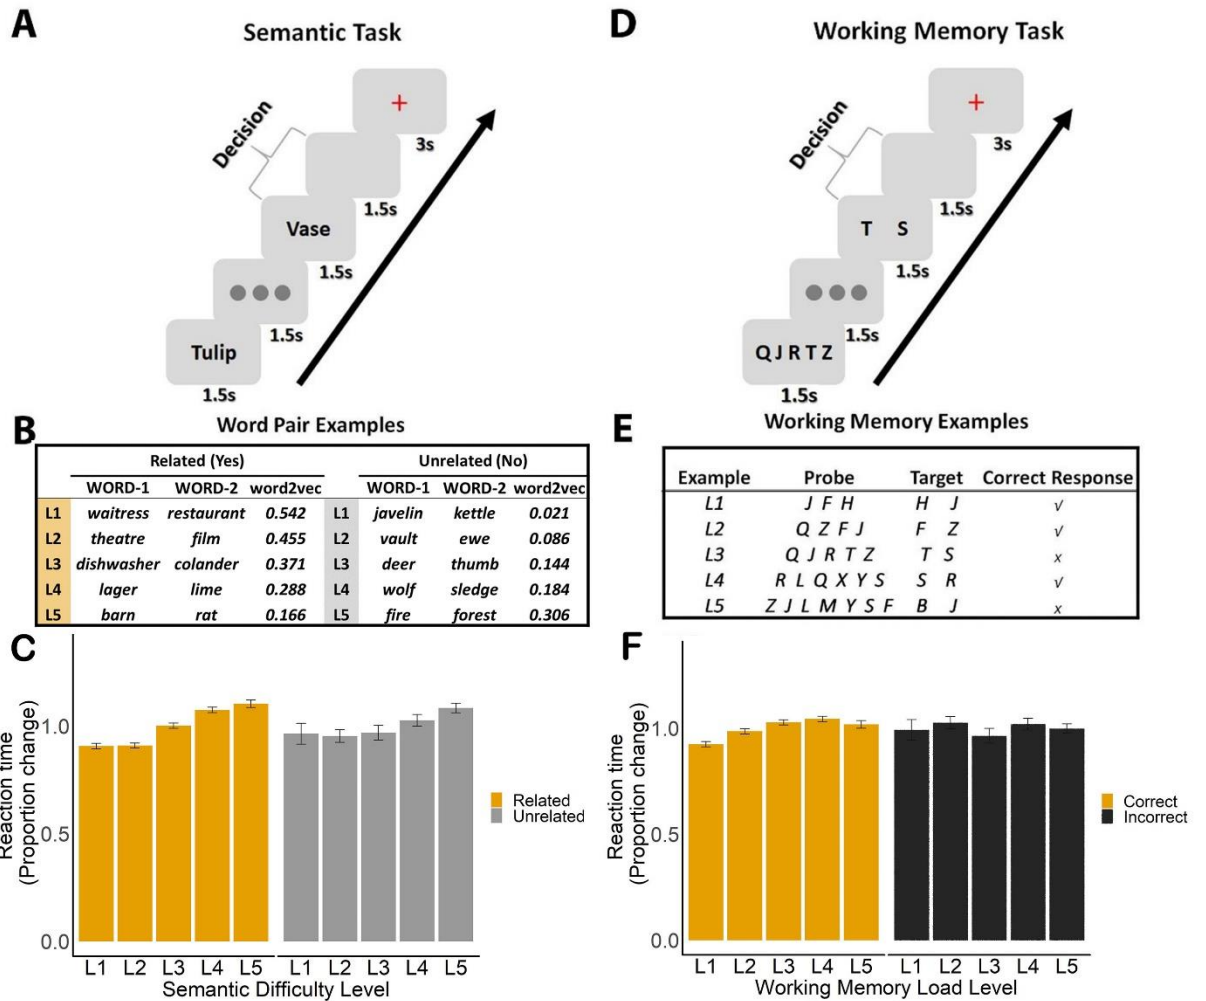 A
Semantic Task
Decision
3s
1.5s
Vase
1.5s
1.5s
Tulip
1.5s
B
Word Pair Examples
Related (Yes) Unrelated (No)
WORD-1 WORD-2 word2vec WORD-1 WORD-2 word2vec
L1 waitress restaurant 0.542 L1 javelin kettle 0.021
L2 theatre film 0.455 L2 vault ewe 0.086
L3 dishwasher colander 0.371 L3 deer thumb 0.144
L4 lager lime 0.288 L4 wolf sledge 0.184
L5 barn rat 0.166 L5 fire forest 0.306
C
Reaction time
(Proportion change)
1.0
0.5
0.0
L1 L2 L3 L4 L5 L1 L2 L3 L4 L5
Semantic Difficulty Level
Related
Unrelated
D
Working Memory Task
Decision
3s
1.5s
T S
1.5s
1.5s
Q J R T Z
1.5s
E
Working Memory Examples
Example Probe Target Correct Response
L1 J F H H J √
L2 Q Z F J F Z √
L3 Q J R T Z T S x
L4 R L Q X Y S S R √
L5 Z J L M Y S F B J x
F
Reaction time
(Proportion change)
1.0
0.5
0.0
L1 L2 L3 L4 L5 L1 L2 L3 L4 L5
Working Memory Load Level
Correct
Incorrect